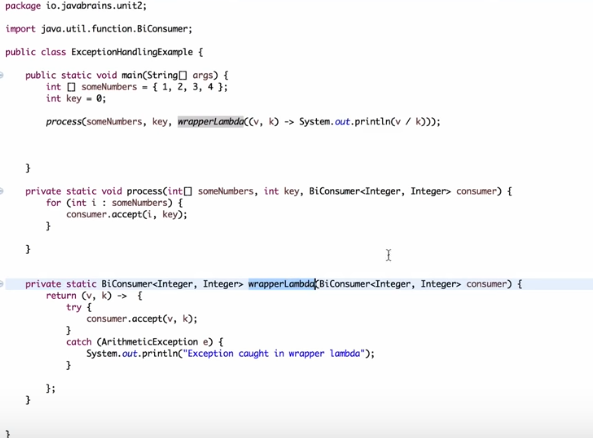 package io.javabrains.unit2;
import java.util.function.BiConsumer;
public class ExceptionHandlingExample {
public static void main(String[] args) {
int [] someNumbers = { 1, 2, 3, 4 };
int key = 0;
process(someNumbers, key, wrapperLambda((v, k) -> System.out.println(v / k)));
}
private static void process(int[] someNumbers, int key, BiConsumer<Integer, Integer> consumer) {
for (int i : someNumbers) {
consumer.accept(i, key);
}
}
private static BiConsumer<Integer, Integer> wrapperLambda(BiConsumer<Integer, Integer> consumer) {
return (v, k) -> {
try {
consumer.accept(v, k);
}
catch (ArithmeticException e) {
System.out.println("Exception caught in wrapper lambda");
}
};
}
}